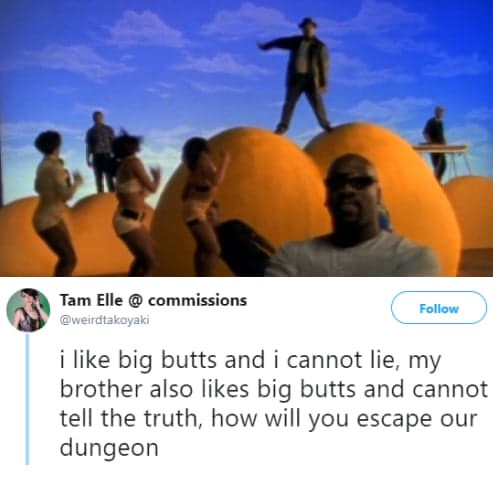 Tam Elle @ commissions
@weirdtakoyaki
Follow
i like big butts and i cannot lie, my
brother also likes big butts and cannot
tell the truth, how will you escape our
dungeon